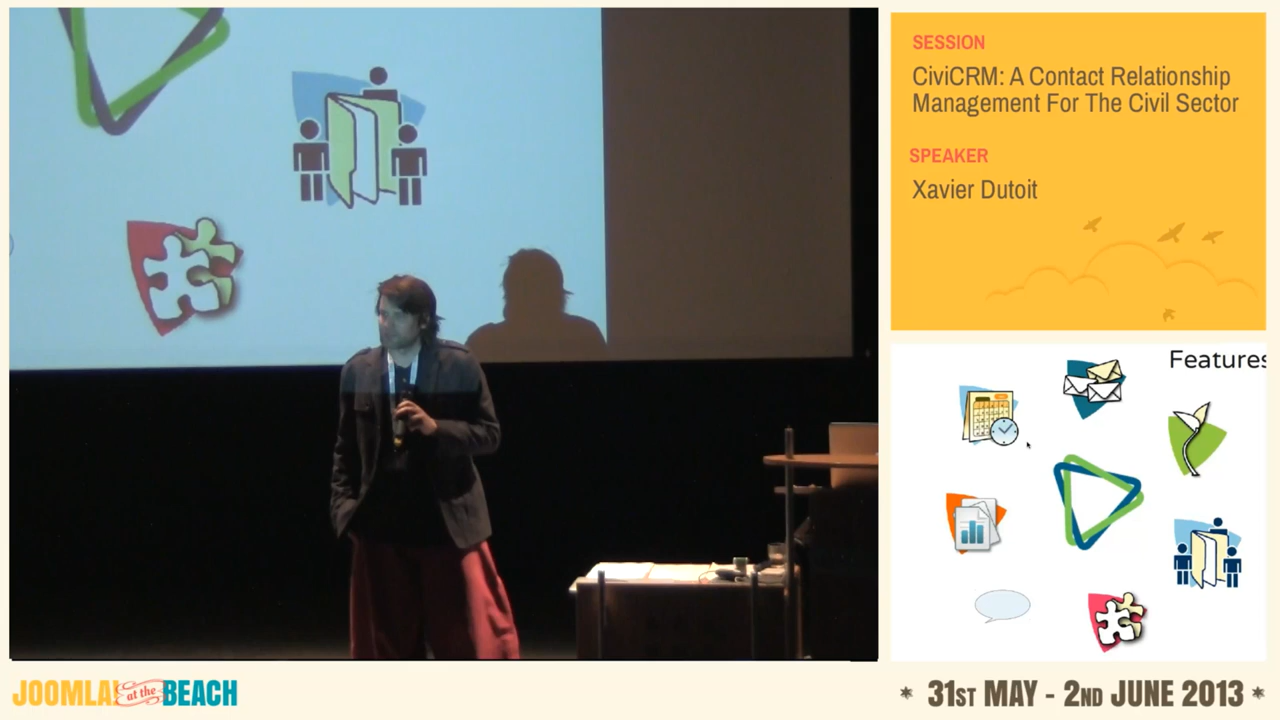 SESSION
CiviCRM: A Contact Relationship
Management For The Civil Sector
SPEAKER
Xavier Dutoit
Features
JOOMLA! at the BEACH
* 31ST MAY - 2ND JUNE 2013 *